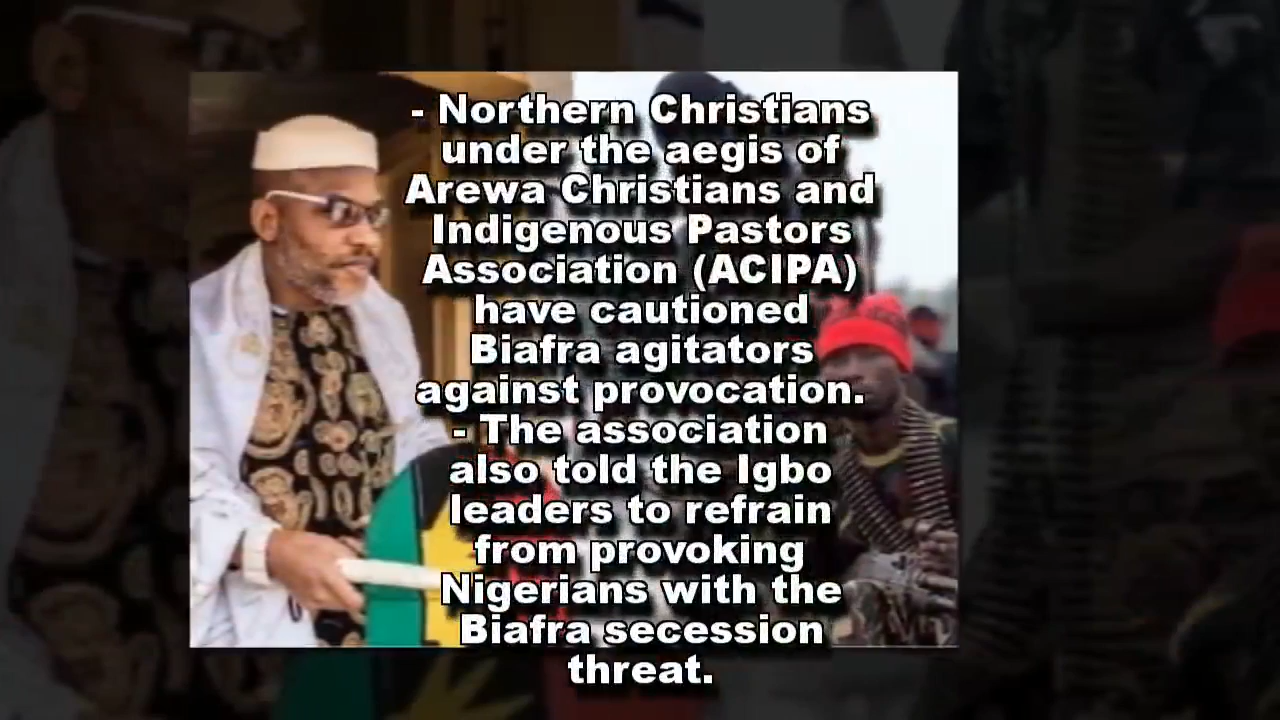 - Northern Christians
under the aegis of
Arewa Christians and
Indigenous Pastors
Association (ACIPA)
have cautioned
Biafra agitators
against provocation.
- The association
also told the Igbo
leaders to refrain
from provoking
Nigerians with the
Biafra secession
threat.